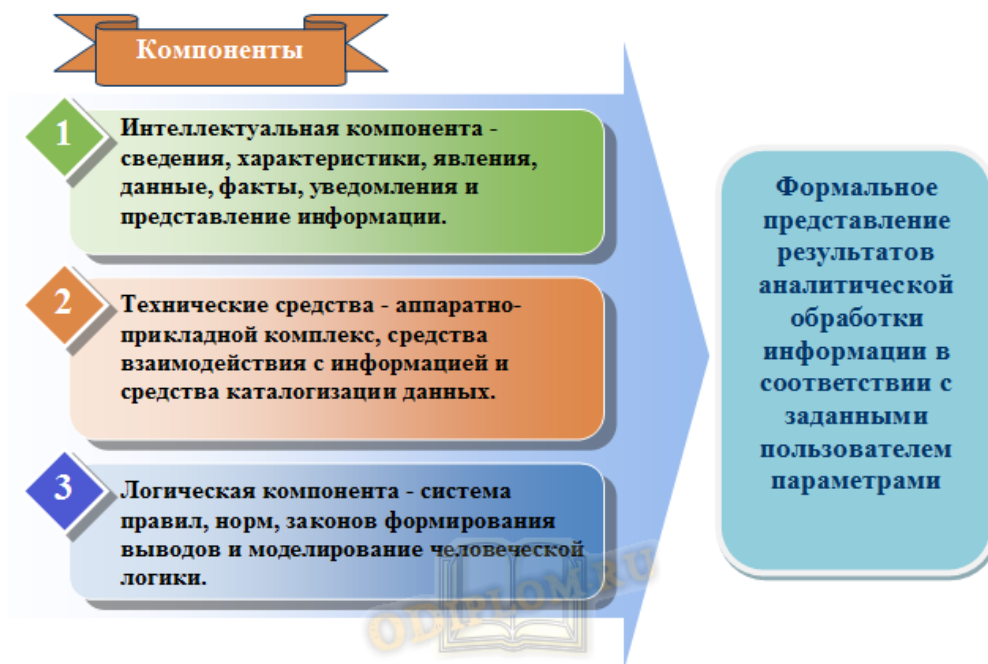 Компоненты
1
Интеллектуальная компонента -
сведения, характеристики, явления,
данные, факты, уведомления и
представление информации.
2
Технические средства - аппаратно-
прикладной комплекс, средства
взаимодействия с информацией и
средства каталогизации данных.
3
Логическая компонента - система
правил, норм, законов формирования
выводов и моделирование человеческой
логики.
Формальное
представление
результатов
аналитической
обработки
информации в
соответствии с
заданными
пользователем
параметрами
ODIPLOM.RU